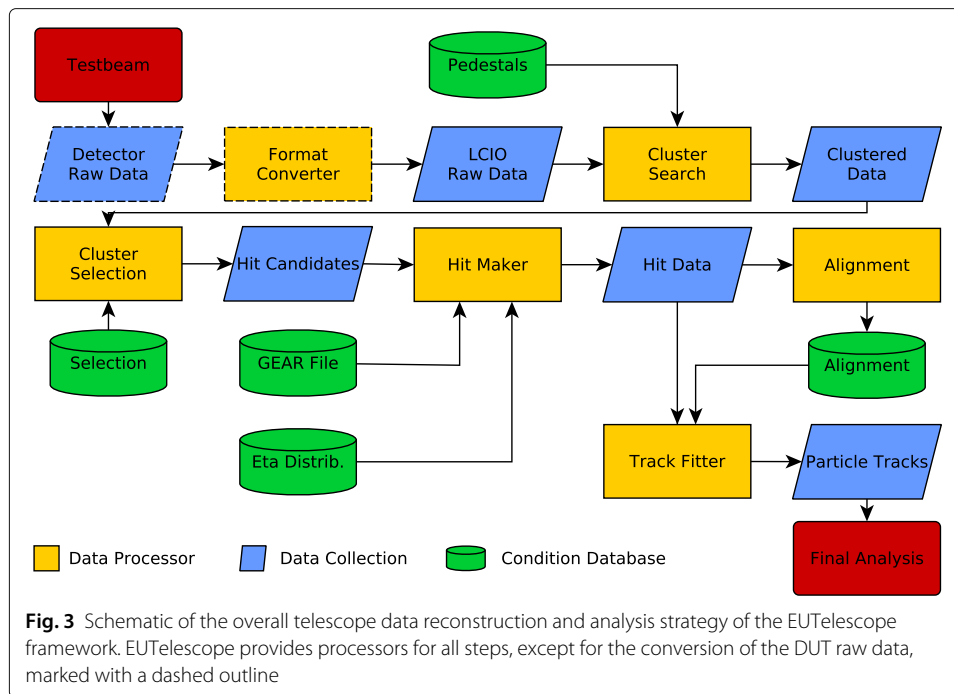 Testbeam
Pedestals
Detector
Raw Data
Format
Converter
LCIO
Raw Data
Cluster
Search
Clustered
Data
Cluster
Selection
Hit Candidates
Hit Maker
Hit Data
Alignment
Selection
GEAR File
Alignment
Eta Distrib.
Track Fitter
Particle Tracks
Data Processor
Data Collection
Condition Database
Final Analysis
Fig. 3 Schematic of the overall telescope data reconstruction and analysis strategy of the EUTelescope
framework. EUTelescope provides processors for all steps, except for the conversion of the DUT raw data,
marked with a dashed outline